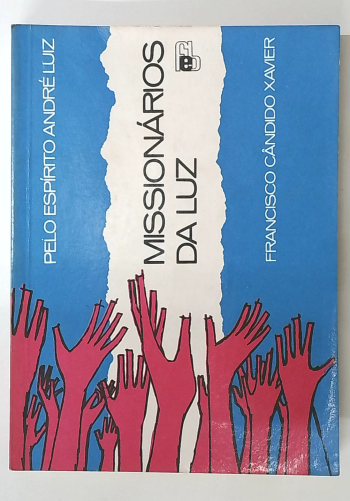 PELO ESPÍRITO ANDRÉ LUIZ
MISSIONÁRIOS
DA LUZ
FRANCISCO CÂNDIDO XAVIER